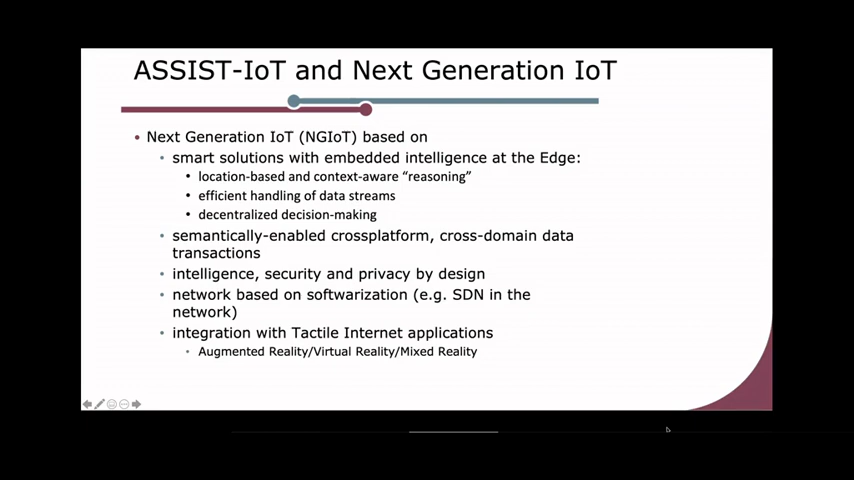 ASSIST-IoT and Next Generation IoT
• Next Generation IoT (NGIoT) based on
• smart solutions with embedded intelligence at the Edge:
• location-based and context-aware “reasoning”
• efficient handling of data streams
• decentralized decision-making
• semantically-enabled crossplatform, cross-domain data
transactions
• intelligence, security and privacy by design
• network based on softwarization (e.g. SDN in the
network)
• integration with Tactile Internet applications
• Augmented Reality/Virtual Reality/Mixed Reality